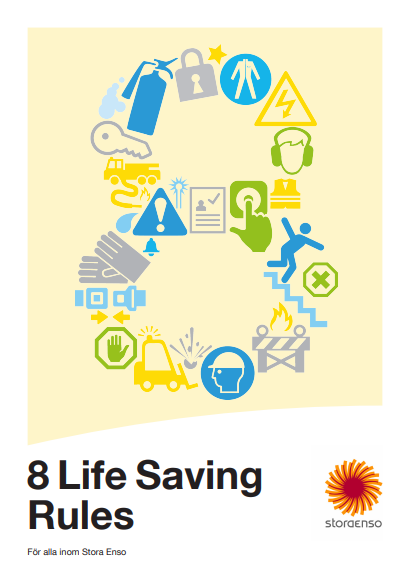 8 Life Saving
Rules
storaenso
För alla inom Stora Enso